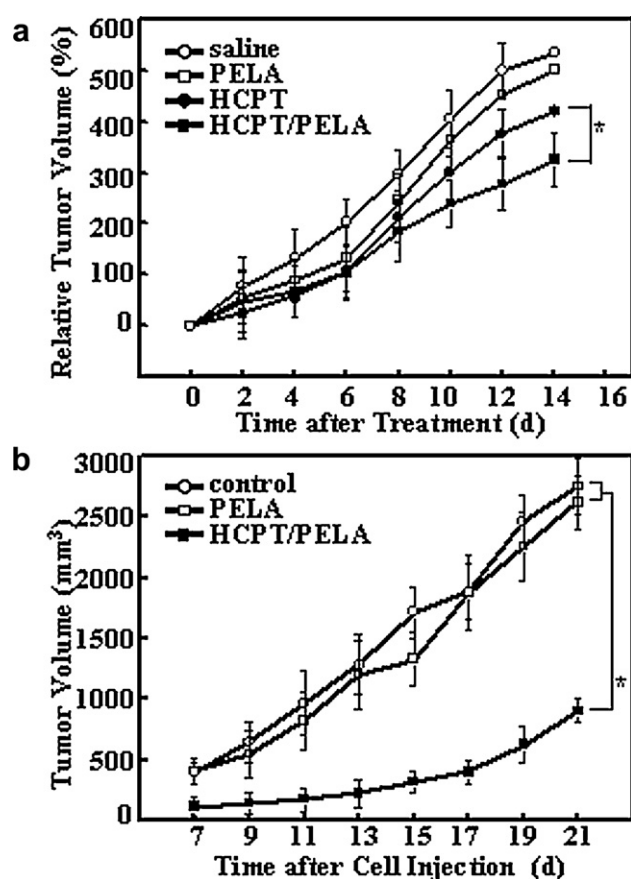 a
Relative Tumor Volume (%)
600
500
400
300
200
100
0
saline
PELA
HCPT
HCPT/PELA
*
0 2 4 6 8 10 12 14 16
Time after Treatment (d)
b
Tumor Volume (mm³)
3000
2500
2000
1500
1000
500
0
control
PELA
HCPT/PELA
*
7 9 11 13 15 17 19 21
Time after Cell Injection (d)